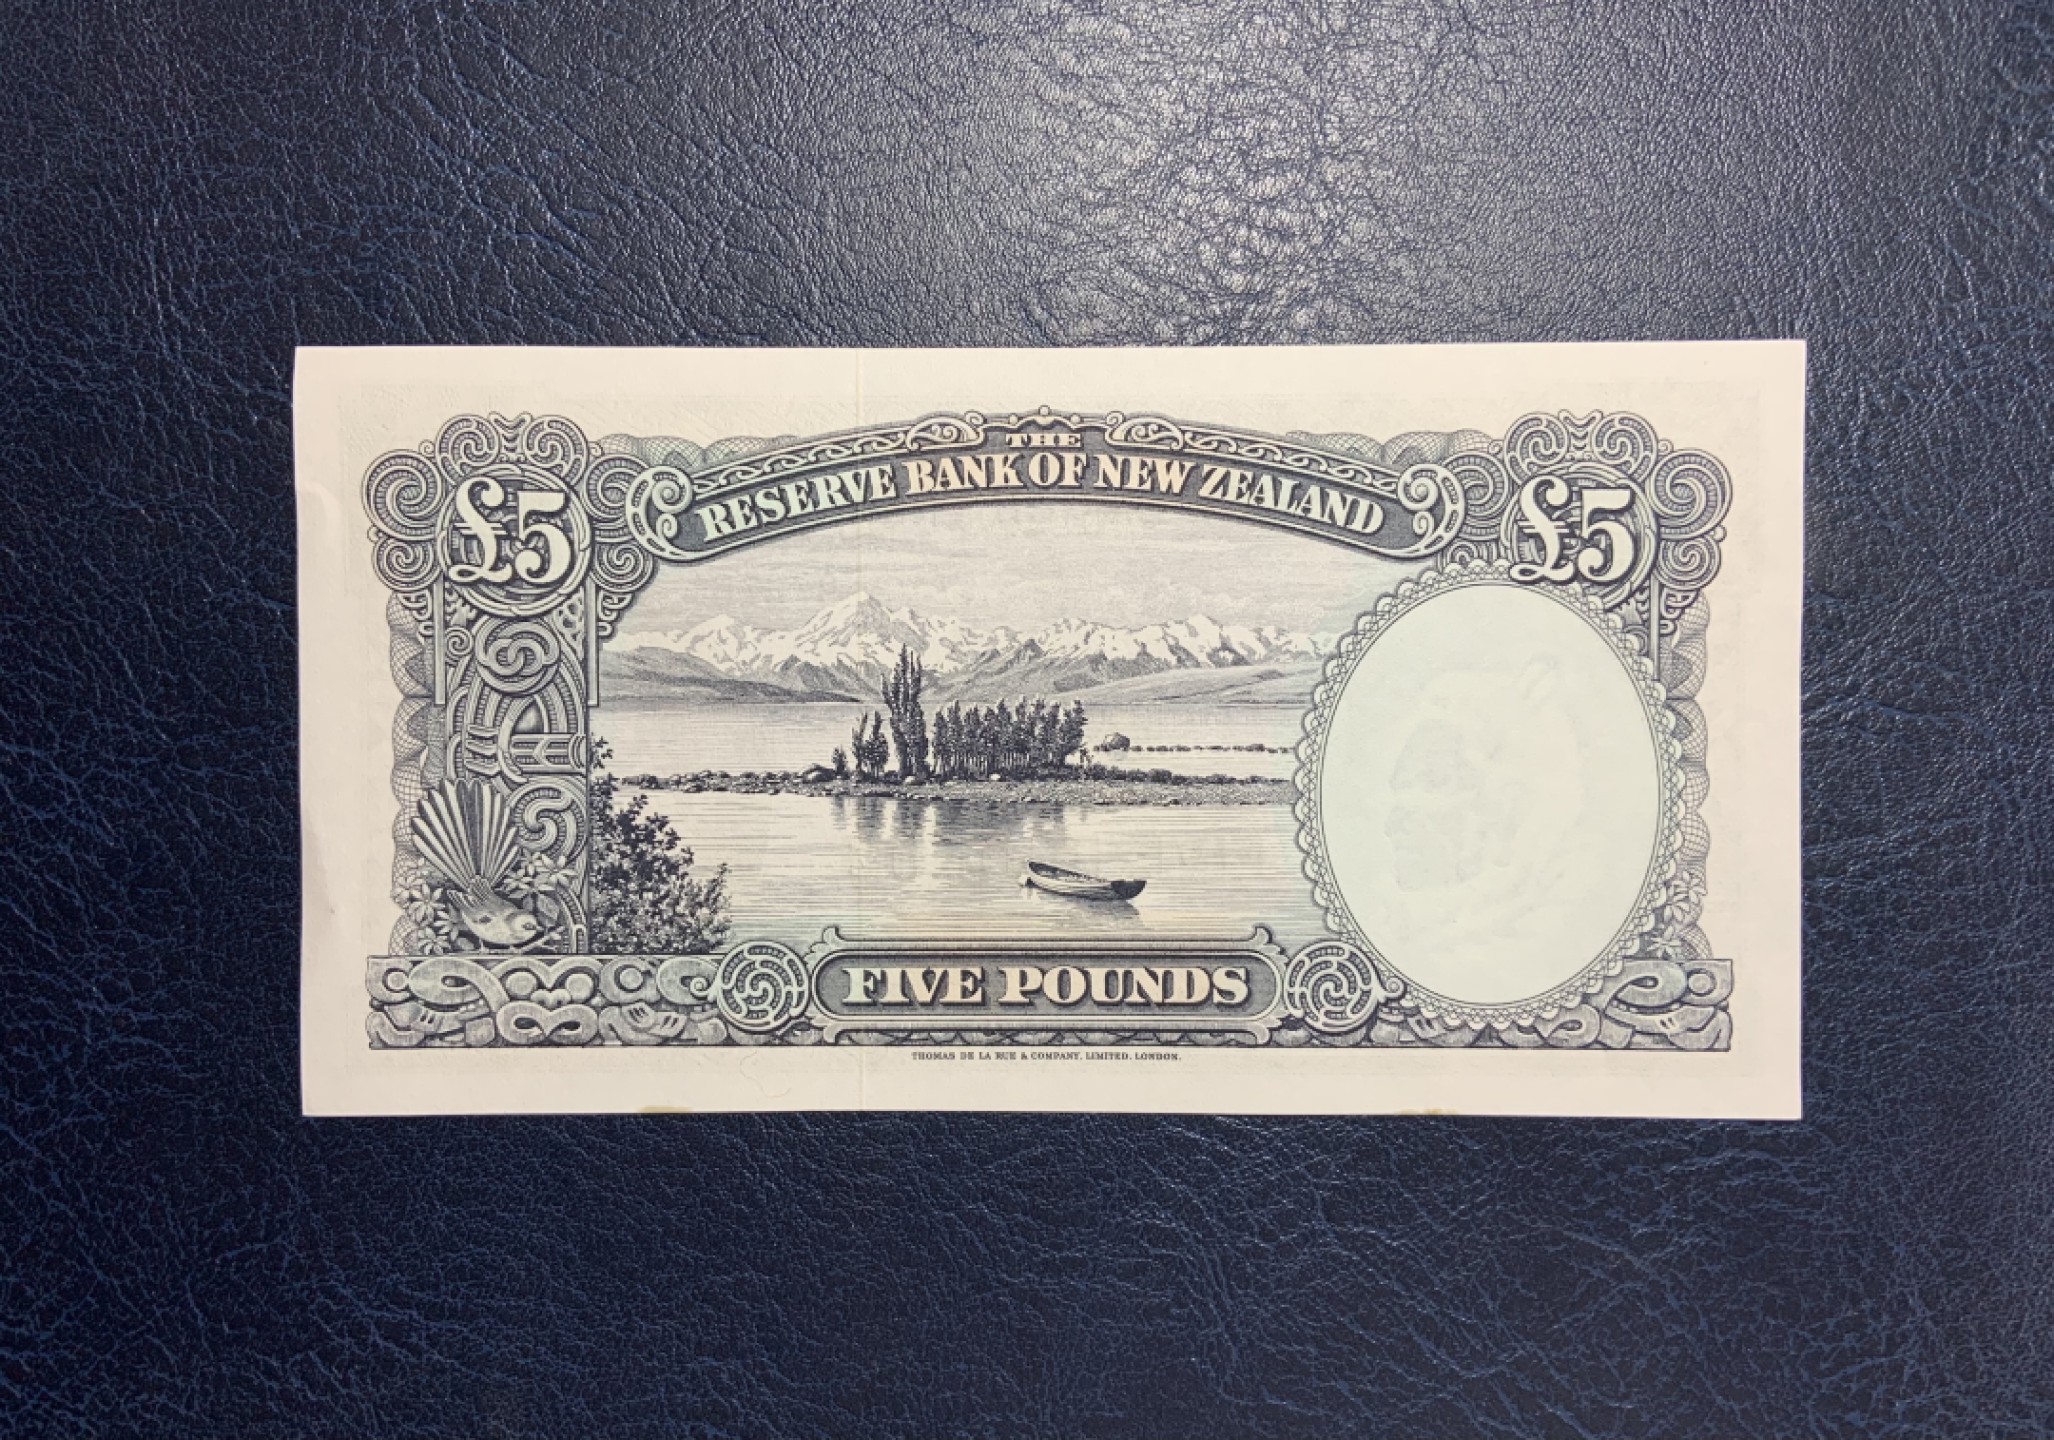 THE
RESERVE BANK OF NEW ZEALAND
£5
£5
FIVE POUNDS
THOMAS DE LA RUE & COMPANY, LIMITED, LONDON.